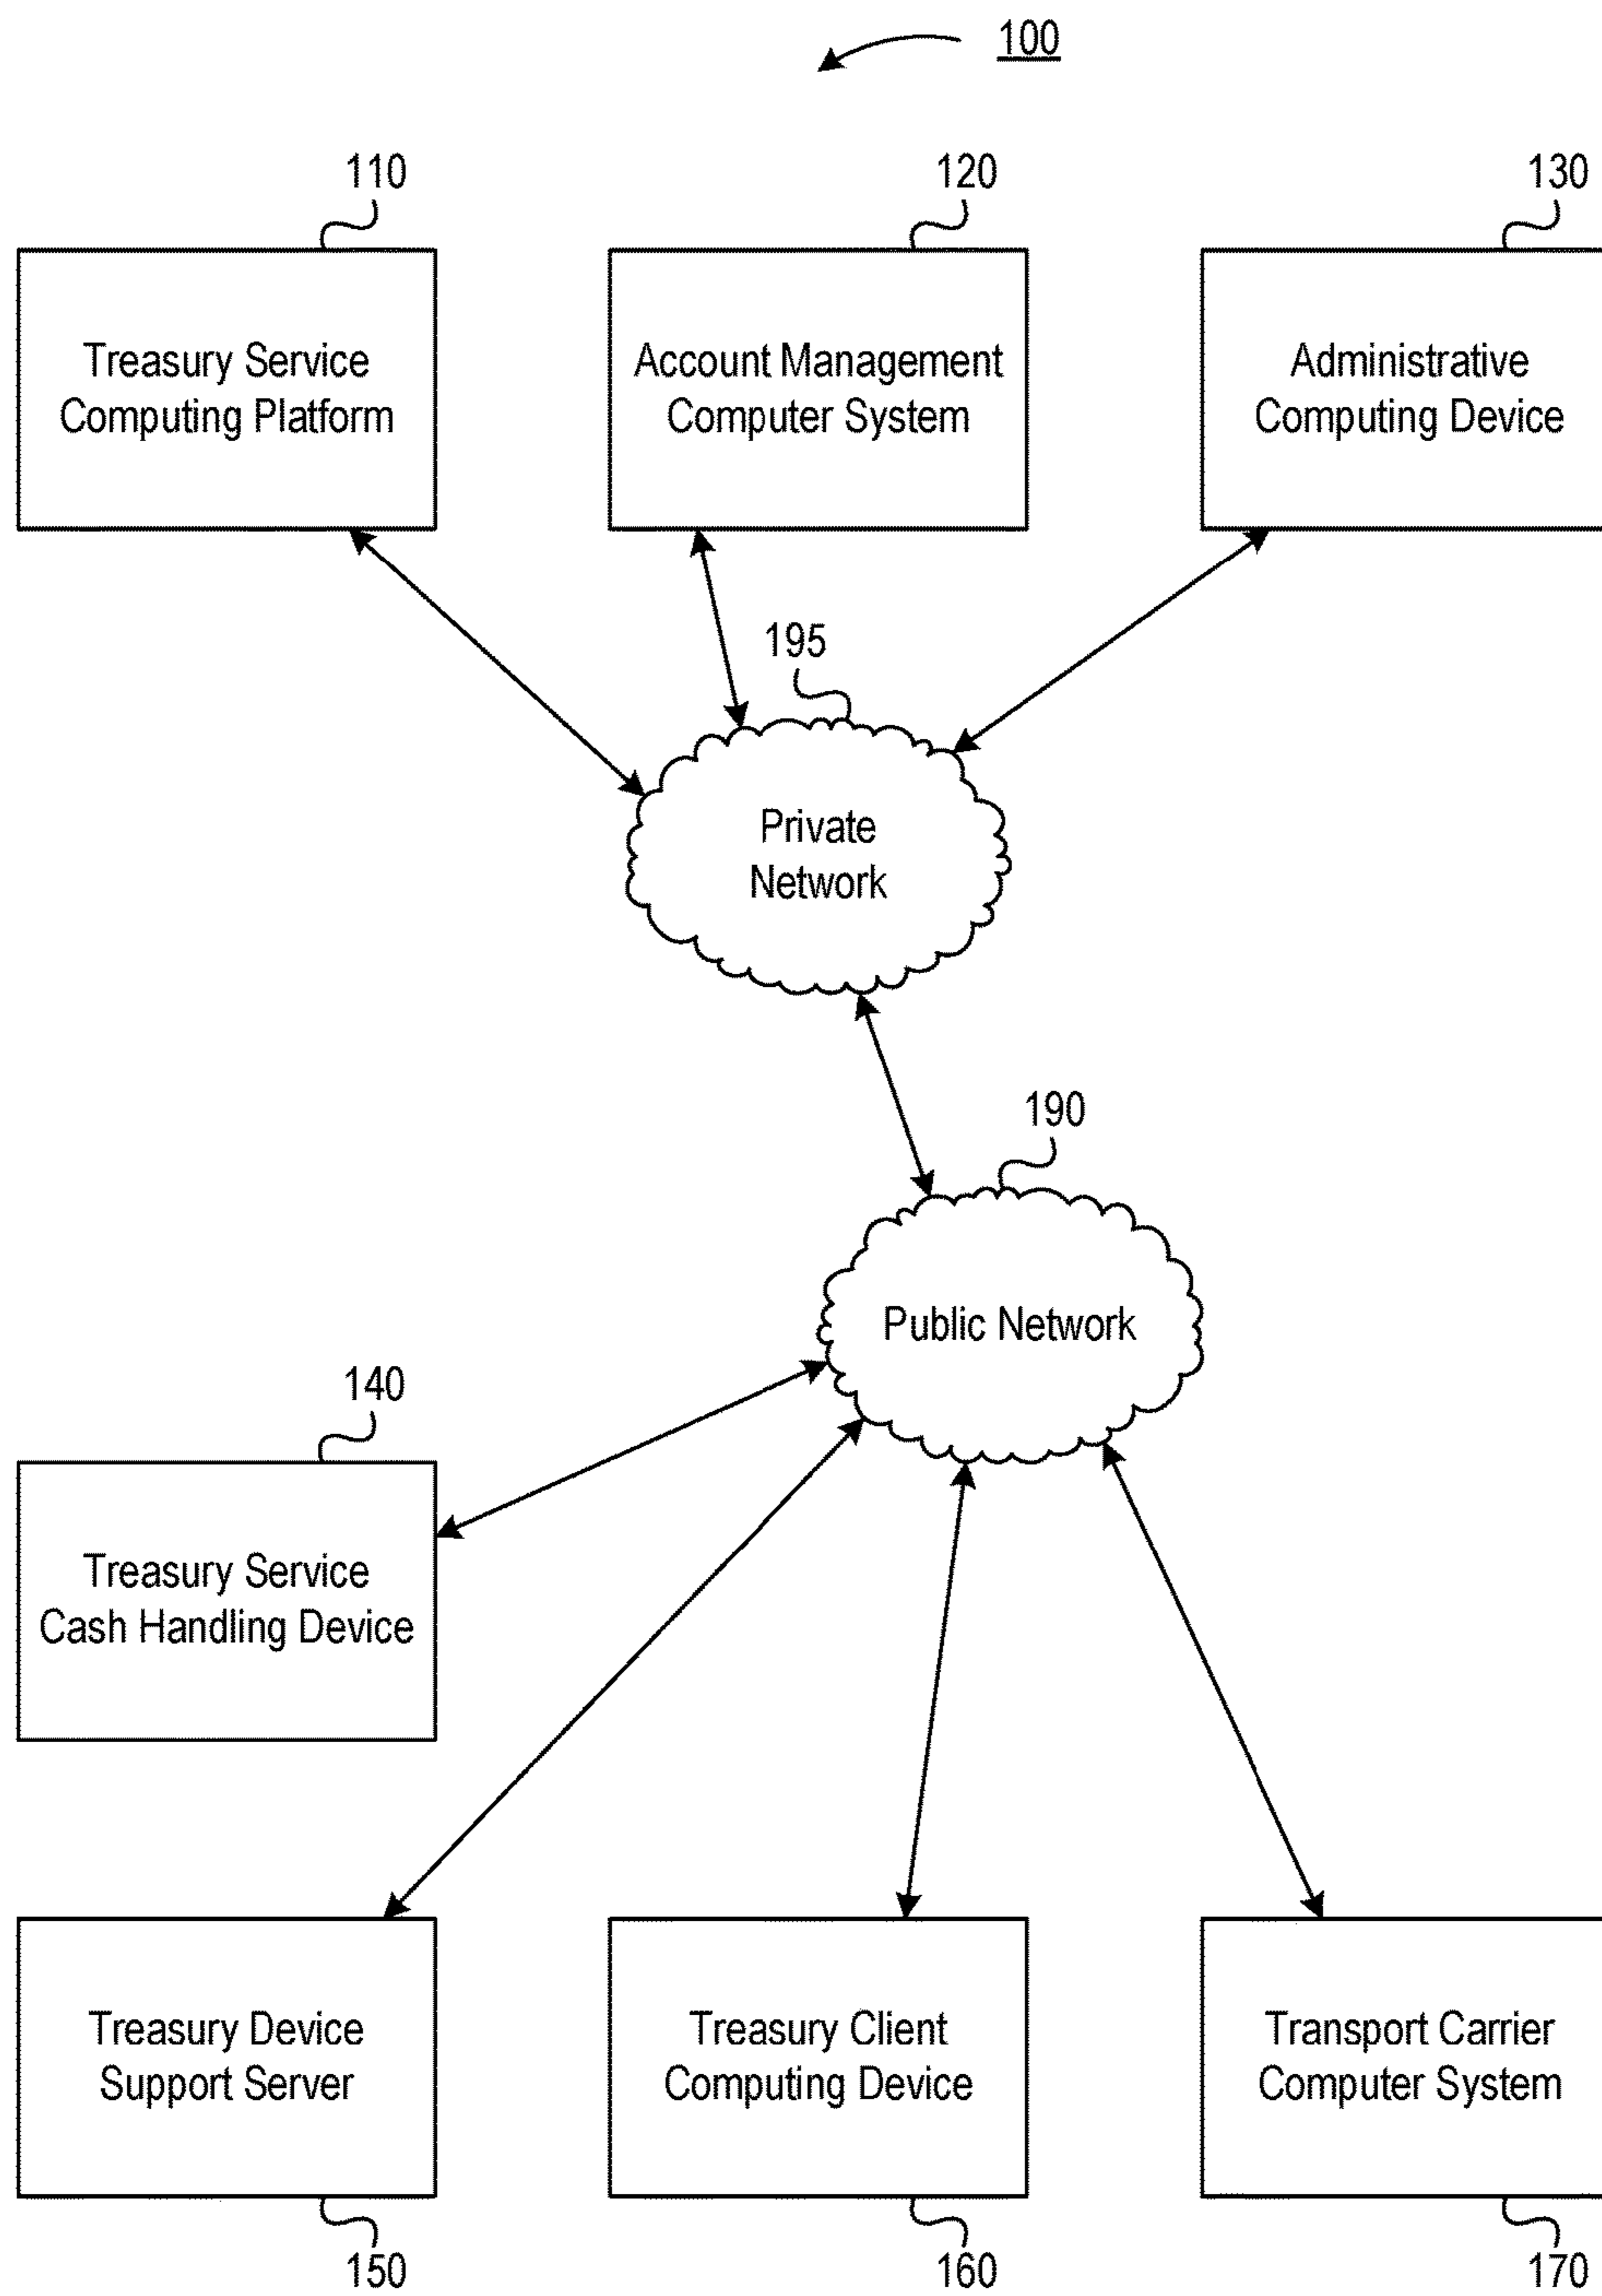 100
110
120
130
Treasury Service
Computing Platform
Account Management
Computer System
Administrative
Computing Device
195
Private
Network
190
Public Network
140
Treasury Service
Cash Handling Device
Treasury Device
Support Server
Treasury Client
Computing Device
Transport Carrier
Computer System
150
160
170